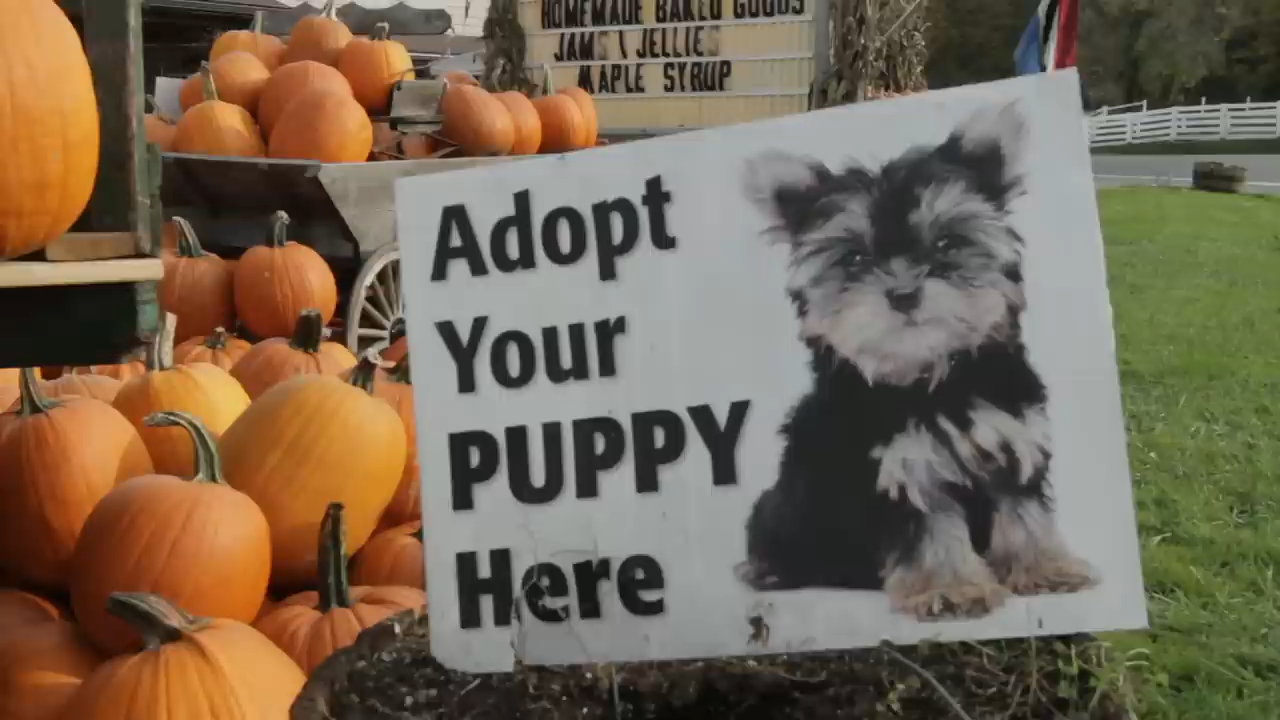 HOMEMADE BAKED GOODS
JAMS \ JELLIES
MAPLE SYRUP
Adopt
Your
PUPPY
Here